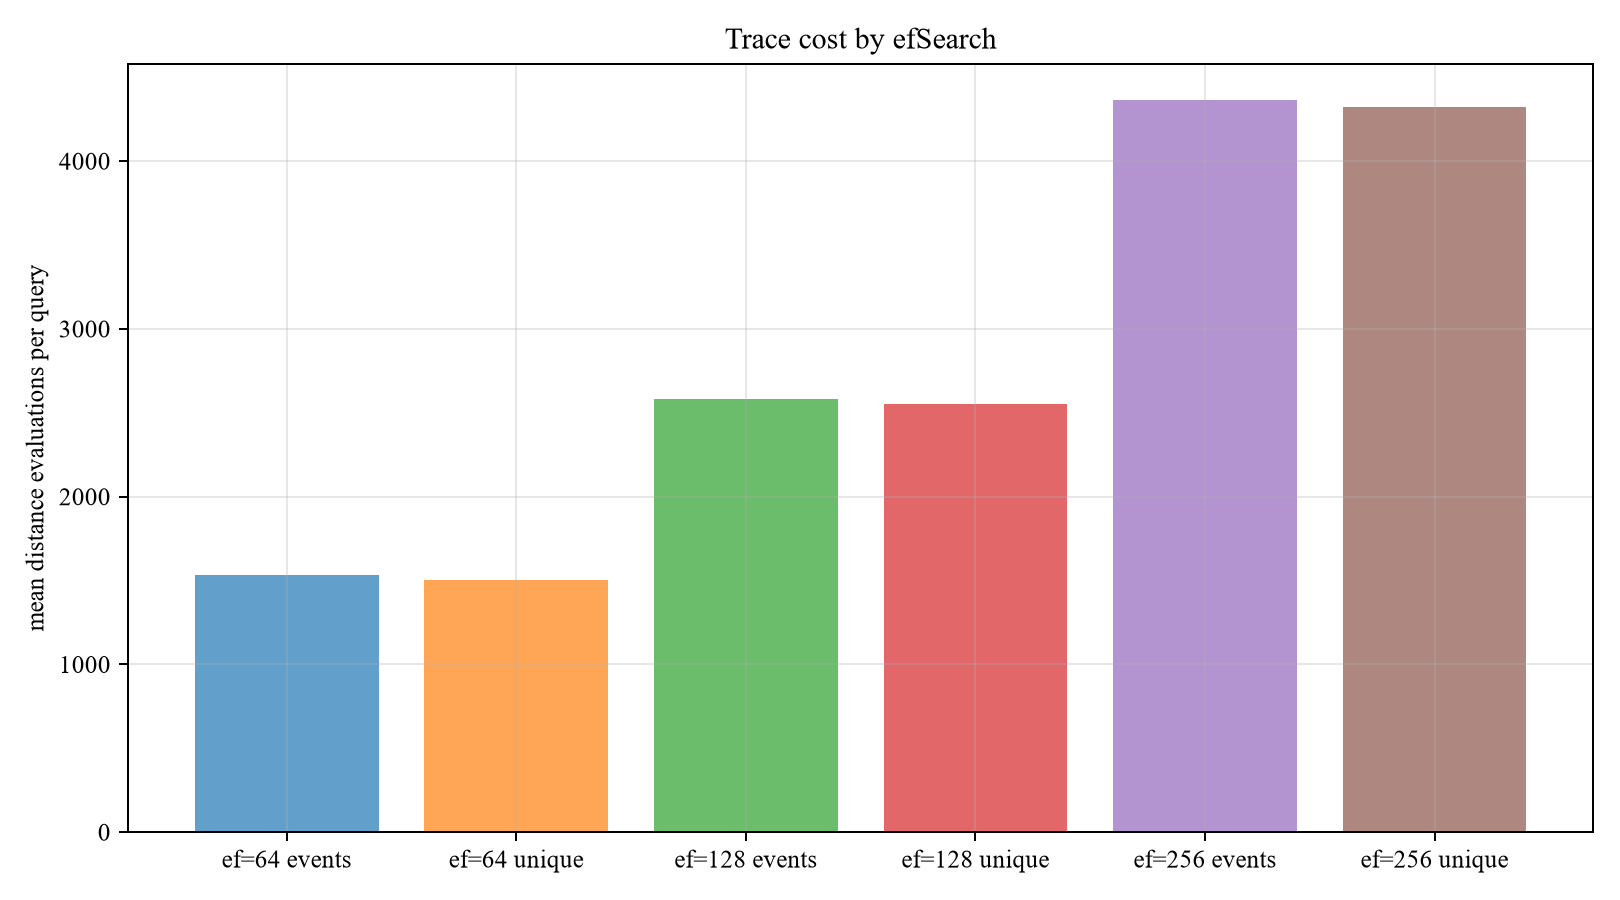 Trace cost by efSearch
mean distance evaluations per query
4000
3000
2000
1000
0
ef=64 events
ef=64 unique
ef=128 events
ef=128 unique
ef=256 events
ef=256 unique